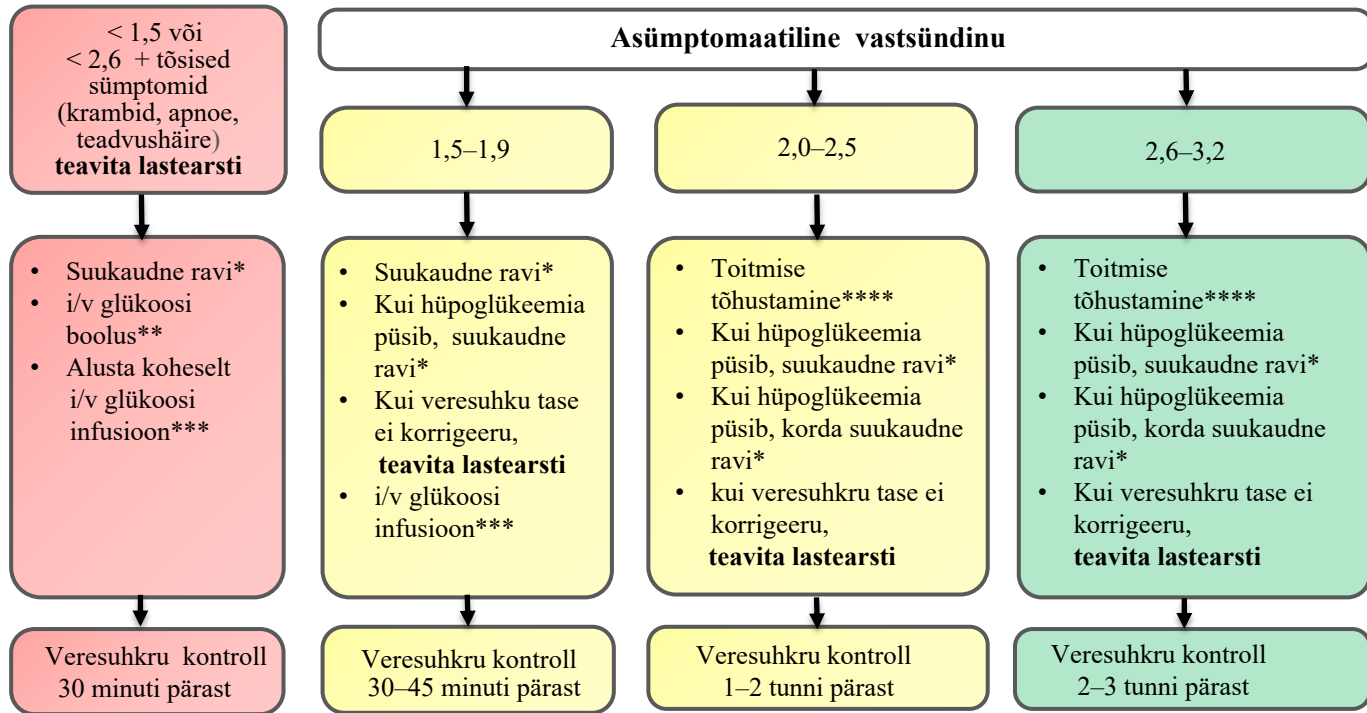 < 1,5 või
< 2,6 + tõsised
sümptomid
(krambid, apnoe,
teadvushäire)
teavita lastearsti
Asümptomaatiline vastsündinu
1,5–1,9
2,0–2,5
2,6–3,2
• Suukaudne ravi*
• i/v glükoosi
boolus**
• Alusta koheselt
i/v glükoosi
infusioon***
• Suukaudne ravi*
• Kui hüpoglükeemia
püsib, suukaudne
ravi*
• Kui veresuhku tase
ei korrigeeru,
teavita lastearsti
• i/v glükoosi
infusioon***
• Toitmise
tõhustamine****
• Kui hüpoglükeemia
püsib, suukaudne ravi*
• Kui hüpoglükeemia
püsib, korda suukaudne
ravi*
• kui veresuhkru tase ei
korrigeeru,
teavita lastearsti
• Toitmise
tõhustamine****
• Kui hüpoglükeemia
püsib, suukaudne ravi*
• Kui hüpoglükeemia
püsib, korda suukaudne
ravi*
• Kui veresuhkru tase ei
korrigeeru,
teavita lastearsti
Veresuhkru kontroll
30 minuti pärast
Veresuhkru kontroll
30–45 minuti pärast
Veresuhkru kontroll
1–2 tunni pärast
Veresuhkru kontroll
2–3 tunni pärast